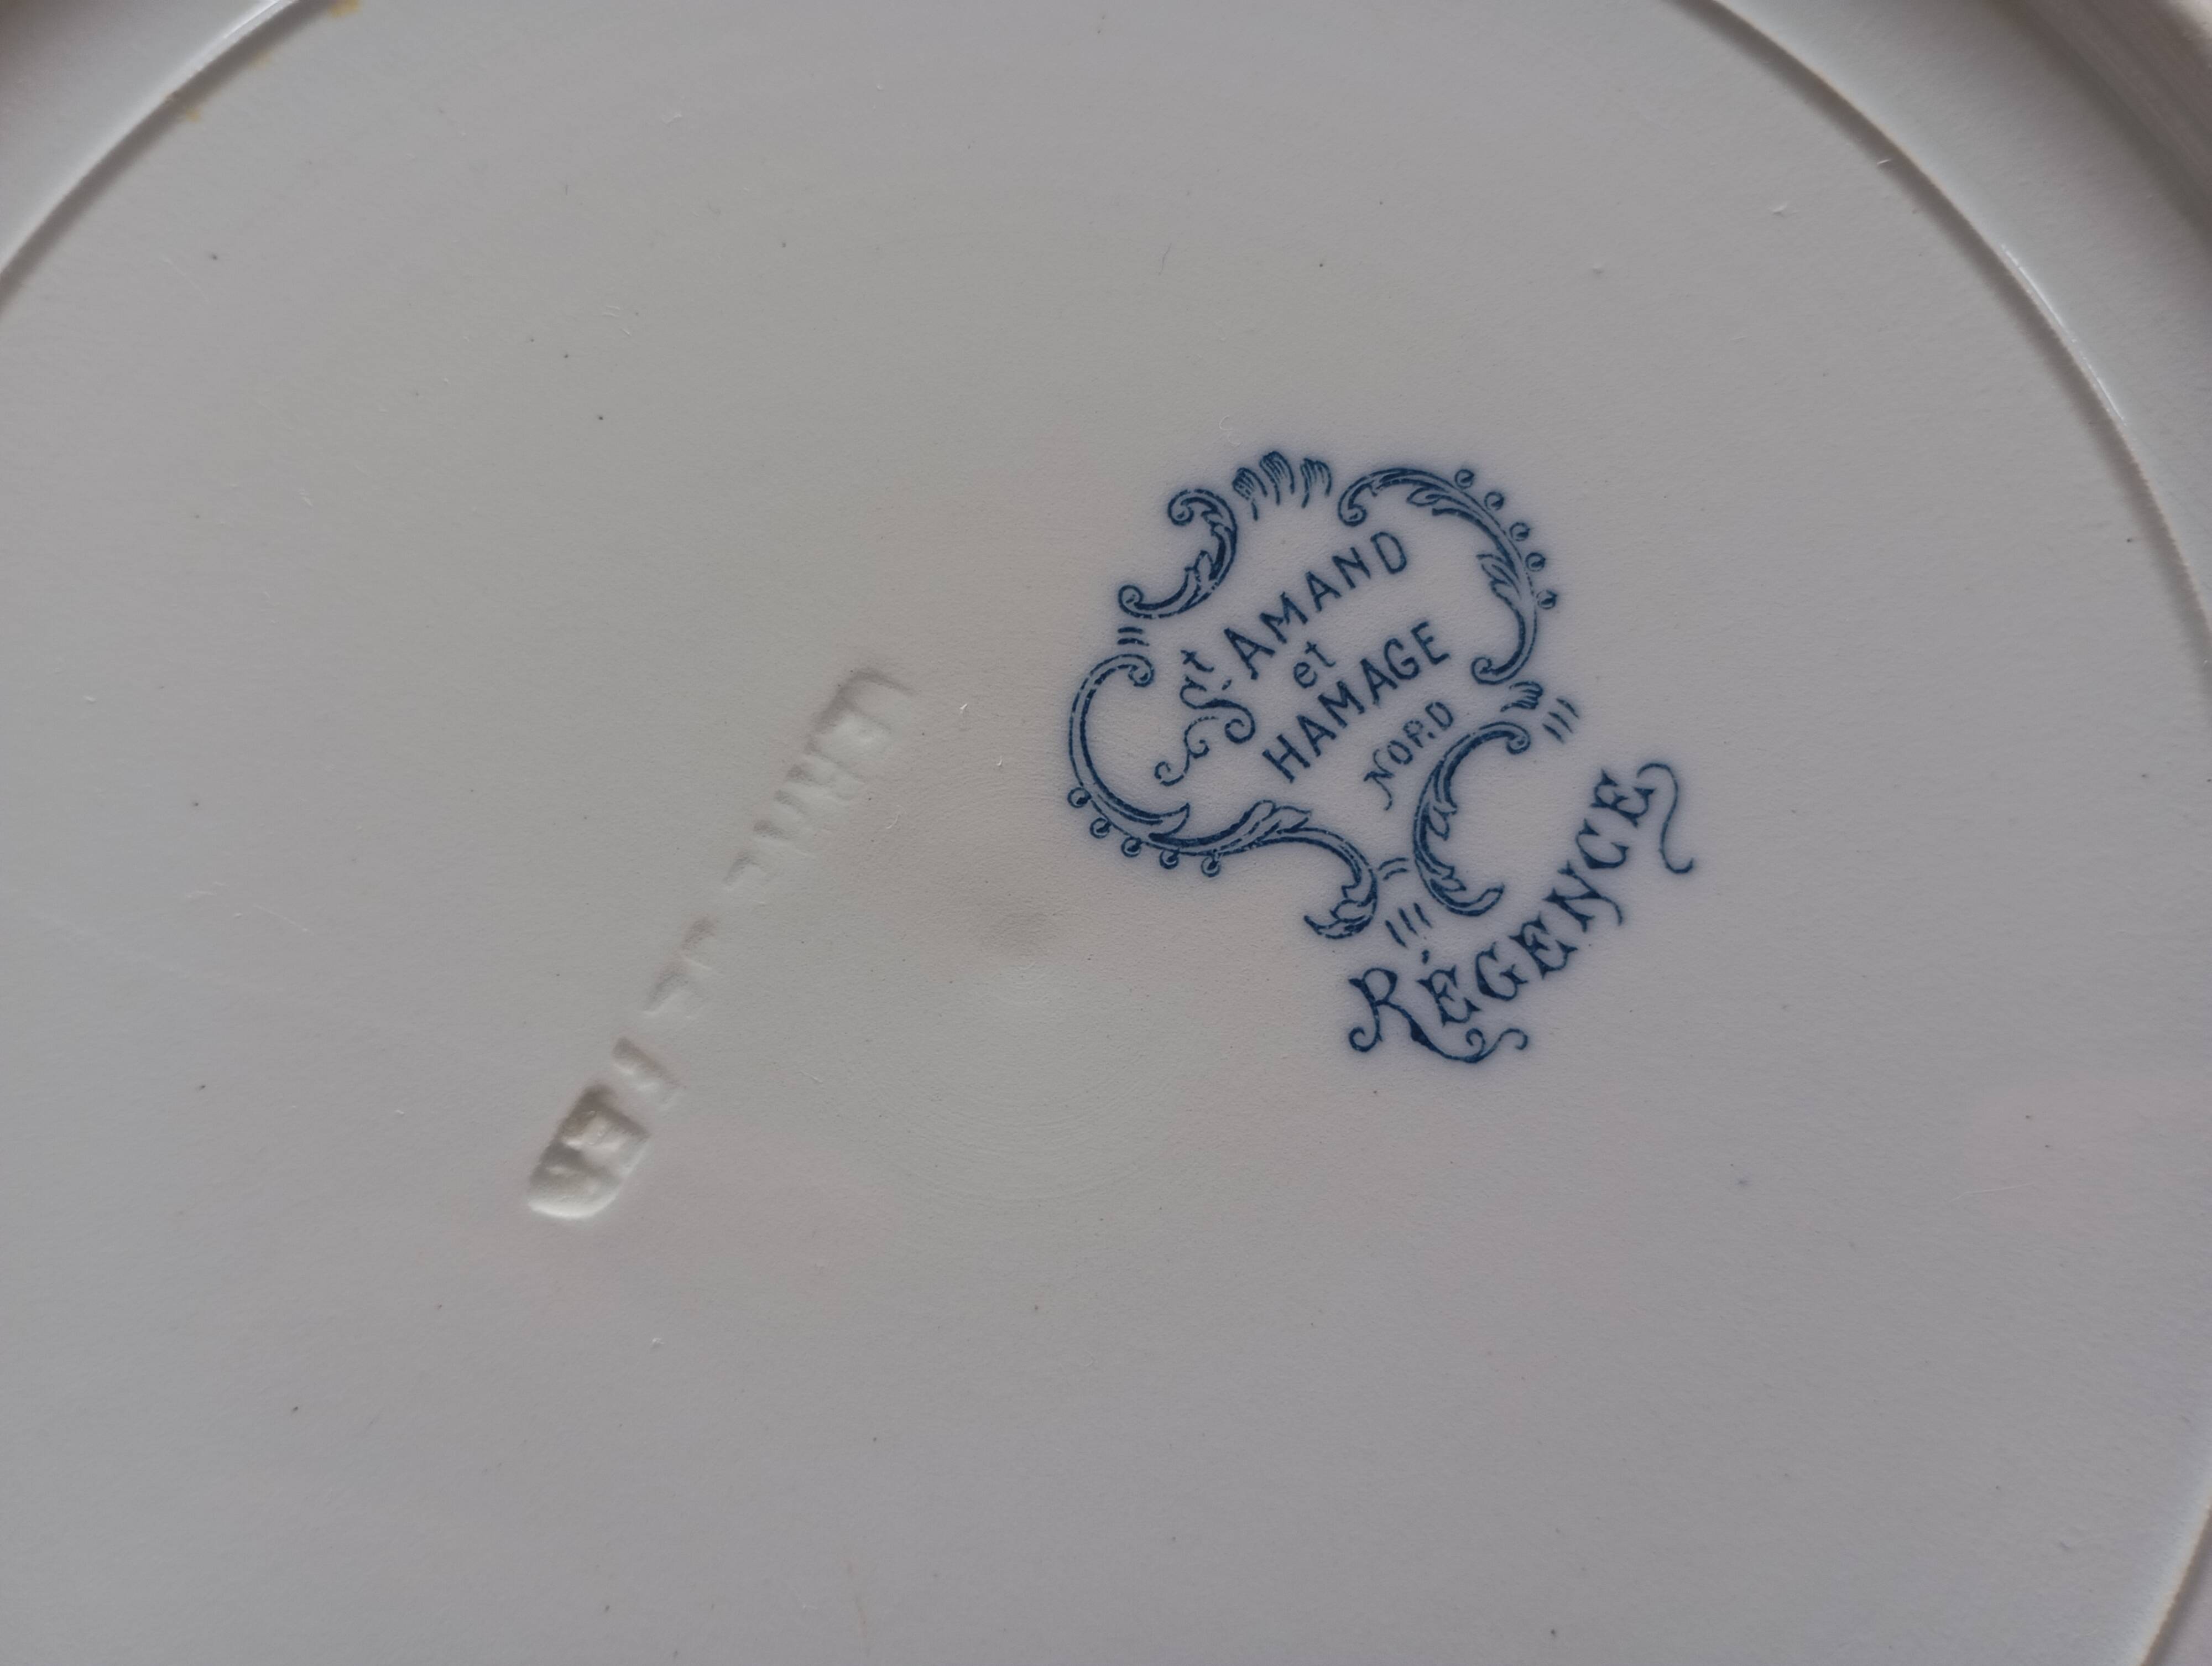 St AMAND
et
HAMAGE
NORD
RÉGENCE